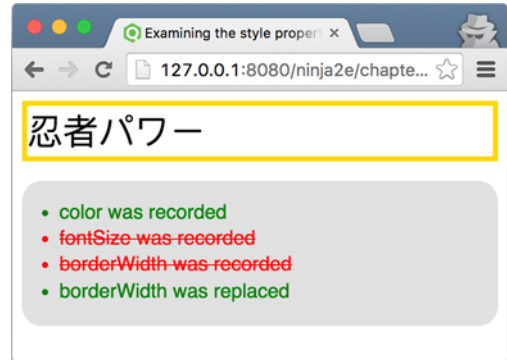 Examining the style proper
127.0.0.1:8080/ninja2e/chapte...
忍者パワー
color was recorded
fontSize was recorded
borderWidth was recorded
borderWidth was replaced